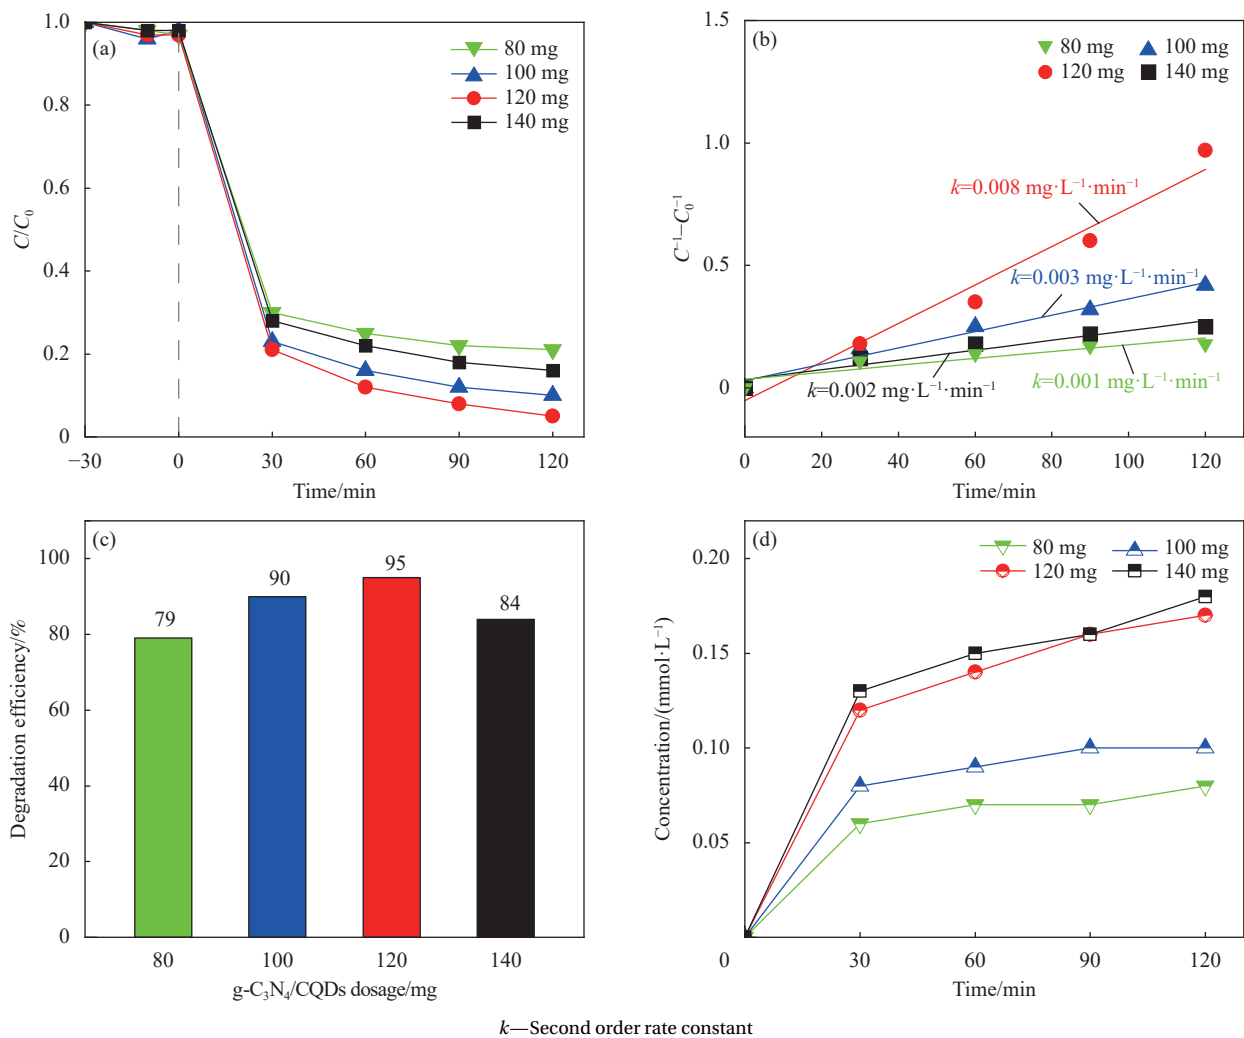 (a)
80 mg
100 mg
120 mg
140 mg
1.0
0.8
0.6
0.4
0.2
0
C/C₀
−30
0
30
60
90
120
Time/min
(b)
80 mg
100 mg
120 mg
140 mg
1.5
1.0
0.5
0
C⁻¹−C₀⁻¹
k=0.008 mg·L⁻¹·min⁻¹
k=0.003 mg·L⁻¹·min⁻¹
k=0.002 mg·L⁻¹·min⁻¹
k=0.001 mg·L⁻¹·min⁻¹
0
20
40
60
80
100
120
Time/min
(c)
100
80
60
40
20
0
Degradation efficiency/%
79
90
95
84
80
100
120
140
g-C₃N₄/CQDs dosage/mg
(d)
80 mg
100 mg
120 mg
140 mg
0.20
0.15
0.10
0.05
Concentration/(mmol·L⁻¹)
0
30
60
90
120
Time/min
k—Second order rate constant